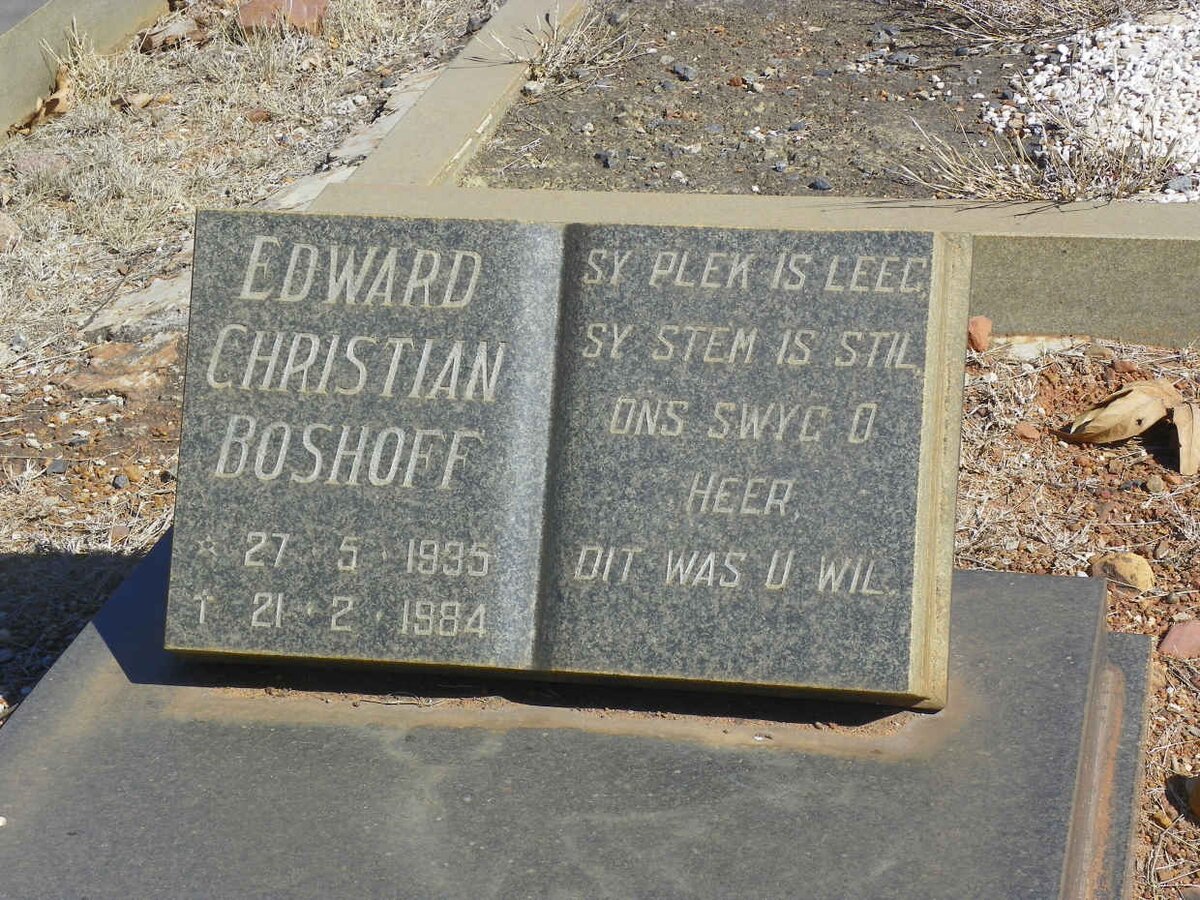 EDWARD
CHRISTIAN
BOSHOFF
* 27 · 5 · 1935
† 21 · 2 · 1984
SY PLEK IS LEEG,
SY STEM IS STIL,
ONS SWYG O
HEER,
DIT WAS U WIL.